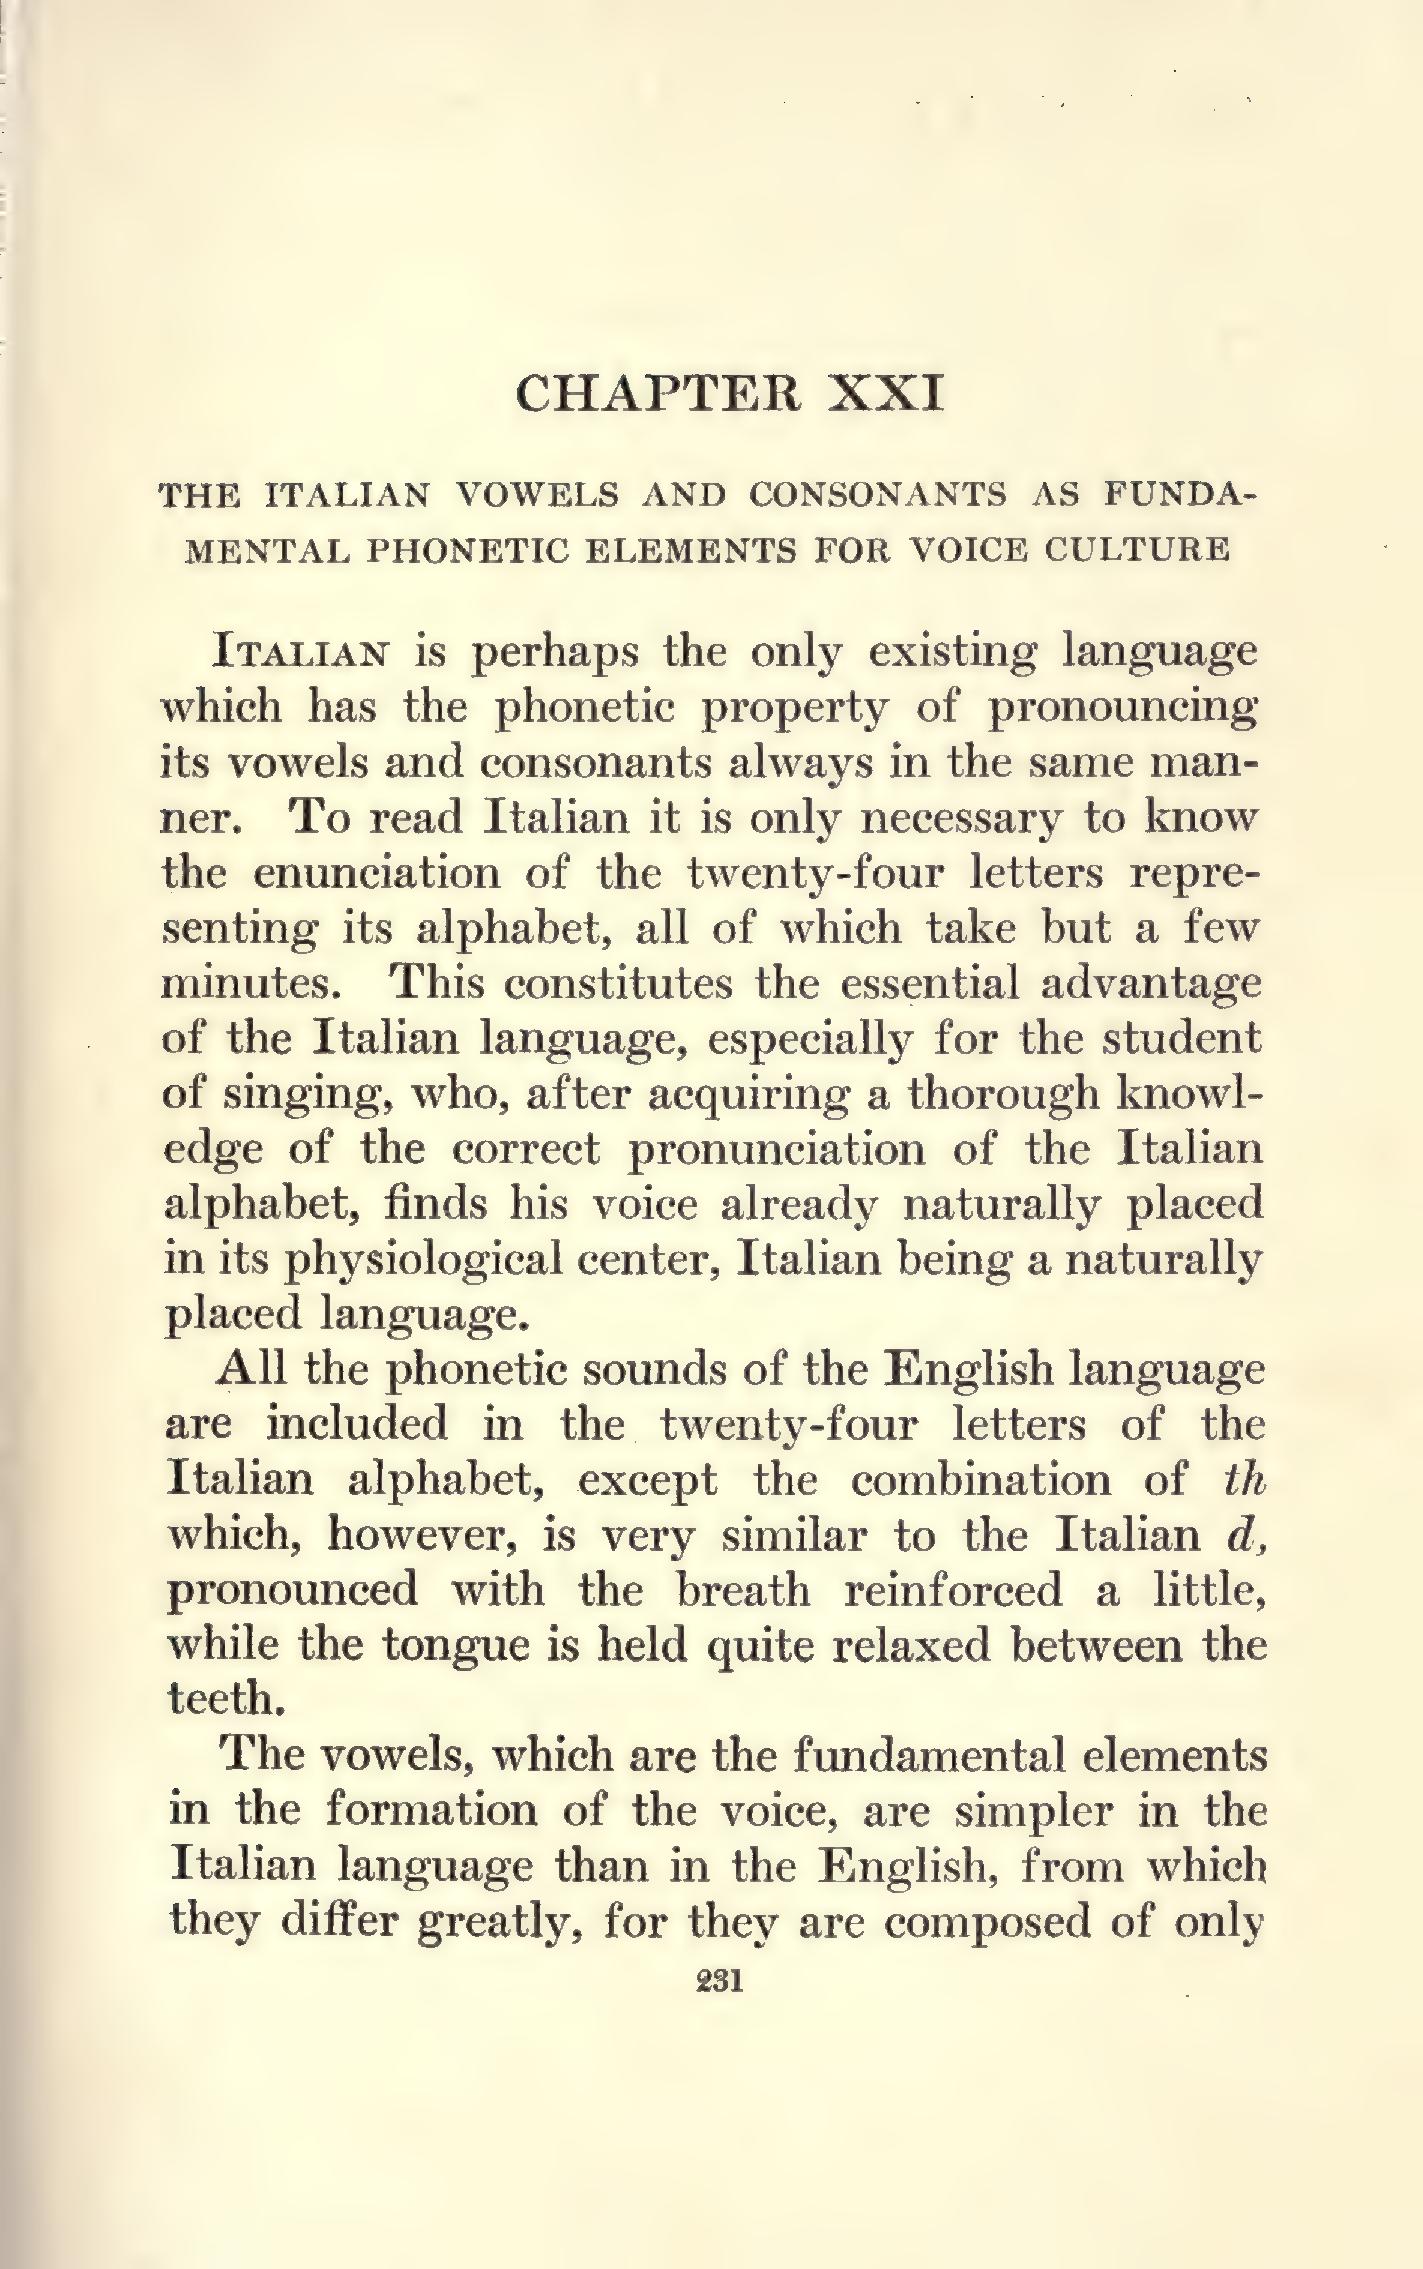 CHAPTER XXI
THE ITALIAN VOWELS AND CONSONANTS AS FUNDA-
MENTAL PHONETIC ELEMENTS FOR VOICE CULTURE
ITALIAN is perhaps the only existing language
which has the phonetic property of pronouncing
its vowels and consonants always in the same man-
ner. To read Italian it is only necessary to know
the enunciation of the twenty-four letters repre-
senting its alphabet, all of which take but a few
minutes. This constitutes the essential advantage
of the Italian language, especially for the student
of singing, who, after acquiring a thorough knowl-
edge of the correct pronunciation of the Italian
alphabet, finds his voice already naturally placed
in its physiological center, Italian being a naturally
placed language.
All the phonetic sounds of the English language
are included in the twenty-four letters of the
Italian alphabet, except the combination of th
which, however, is very similar to the Italian d,
pronounced with the breath reinforced a little,
while the tongue is held quite relaxed between the
teeth.
The vowels, which are the fundamental elements
in the formation of the voice, are simpler in the
Italian language than in the English, from which
they differ greatly, for they are composed of only
231